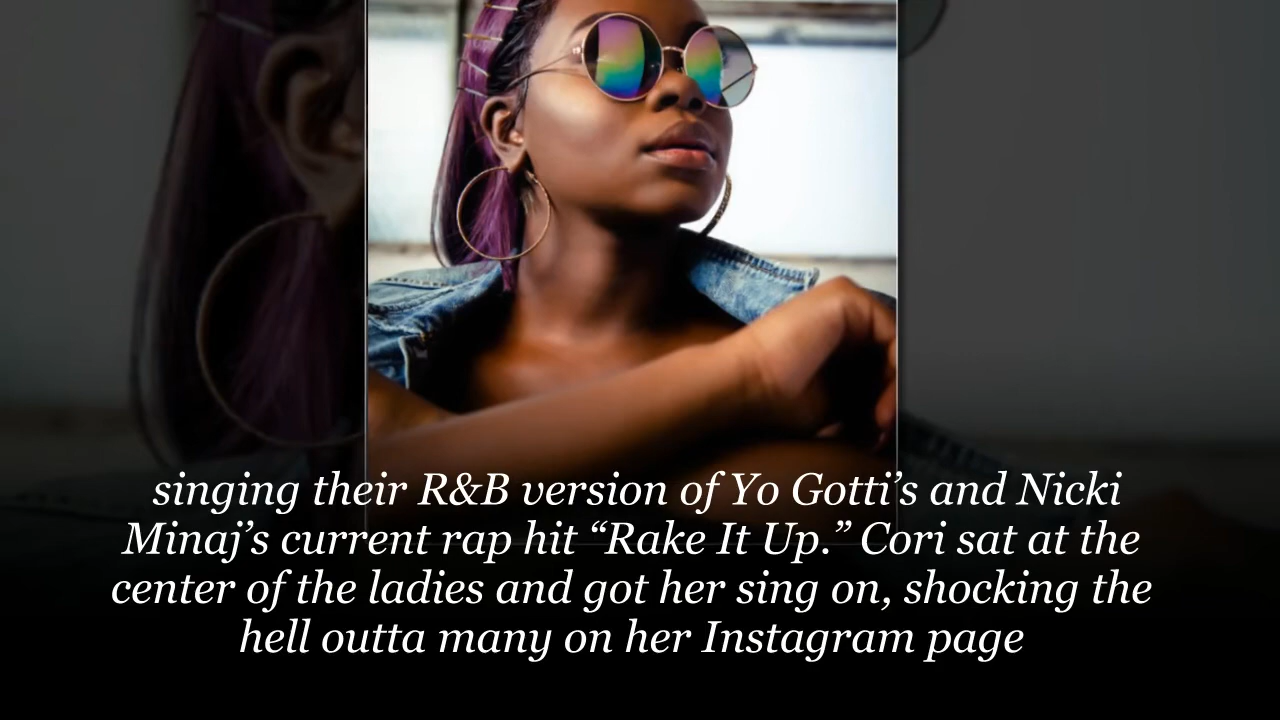 singing their R&B version of Yo Gotti’s and Nicki
Minaj’s current rap hit “Rake It Up.” Cori sat at the
center of the ladies and got her sing on, shocking the
hell outta many on her Instagram page